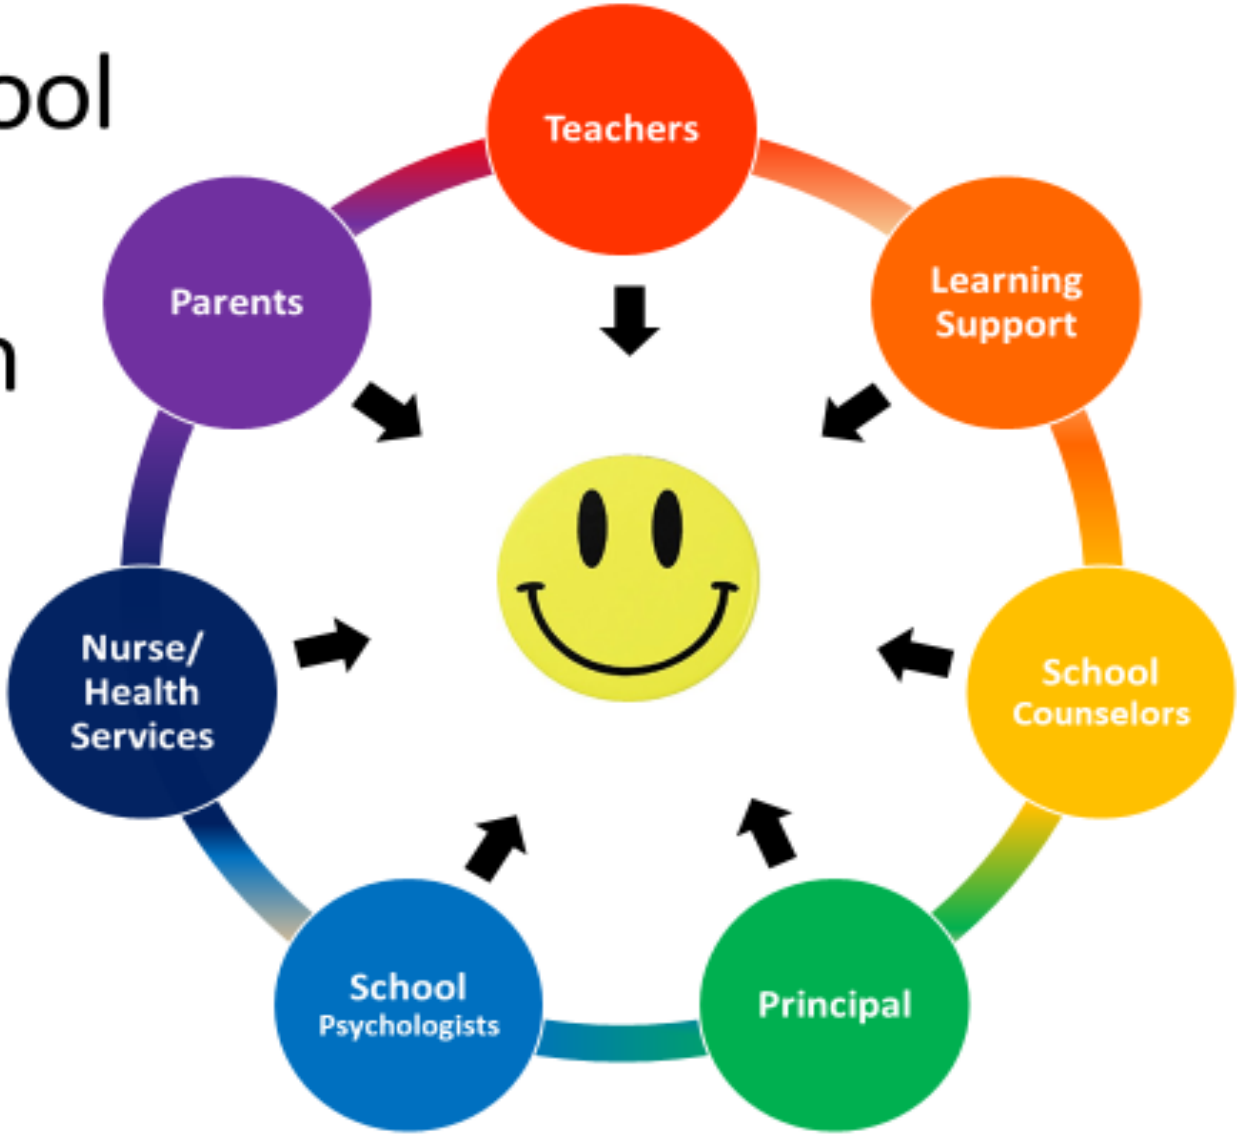 ool
n
Teachers
Learning
Support
School
Counselors
Principal
School
Psychologists
Nurse/
Health
Services
Parents